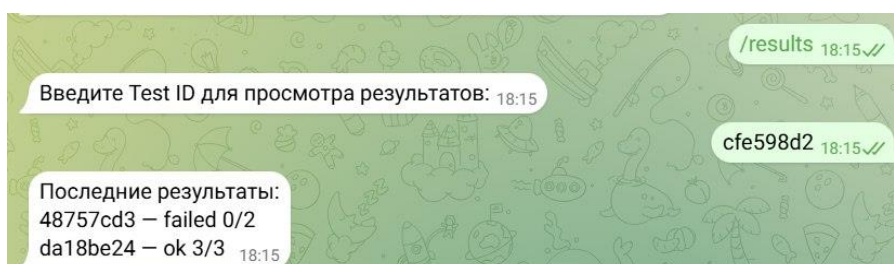 /results 18:15
Введите Test ID для просмотра результатов: 18:15
cfe598d2 18:15
Последние результаты:
48757cd3 — failed 0/2
da18be24 — ok 3/3 18:15